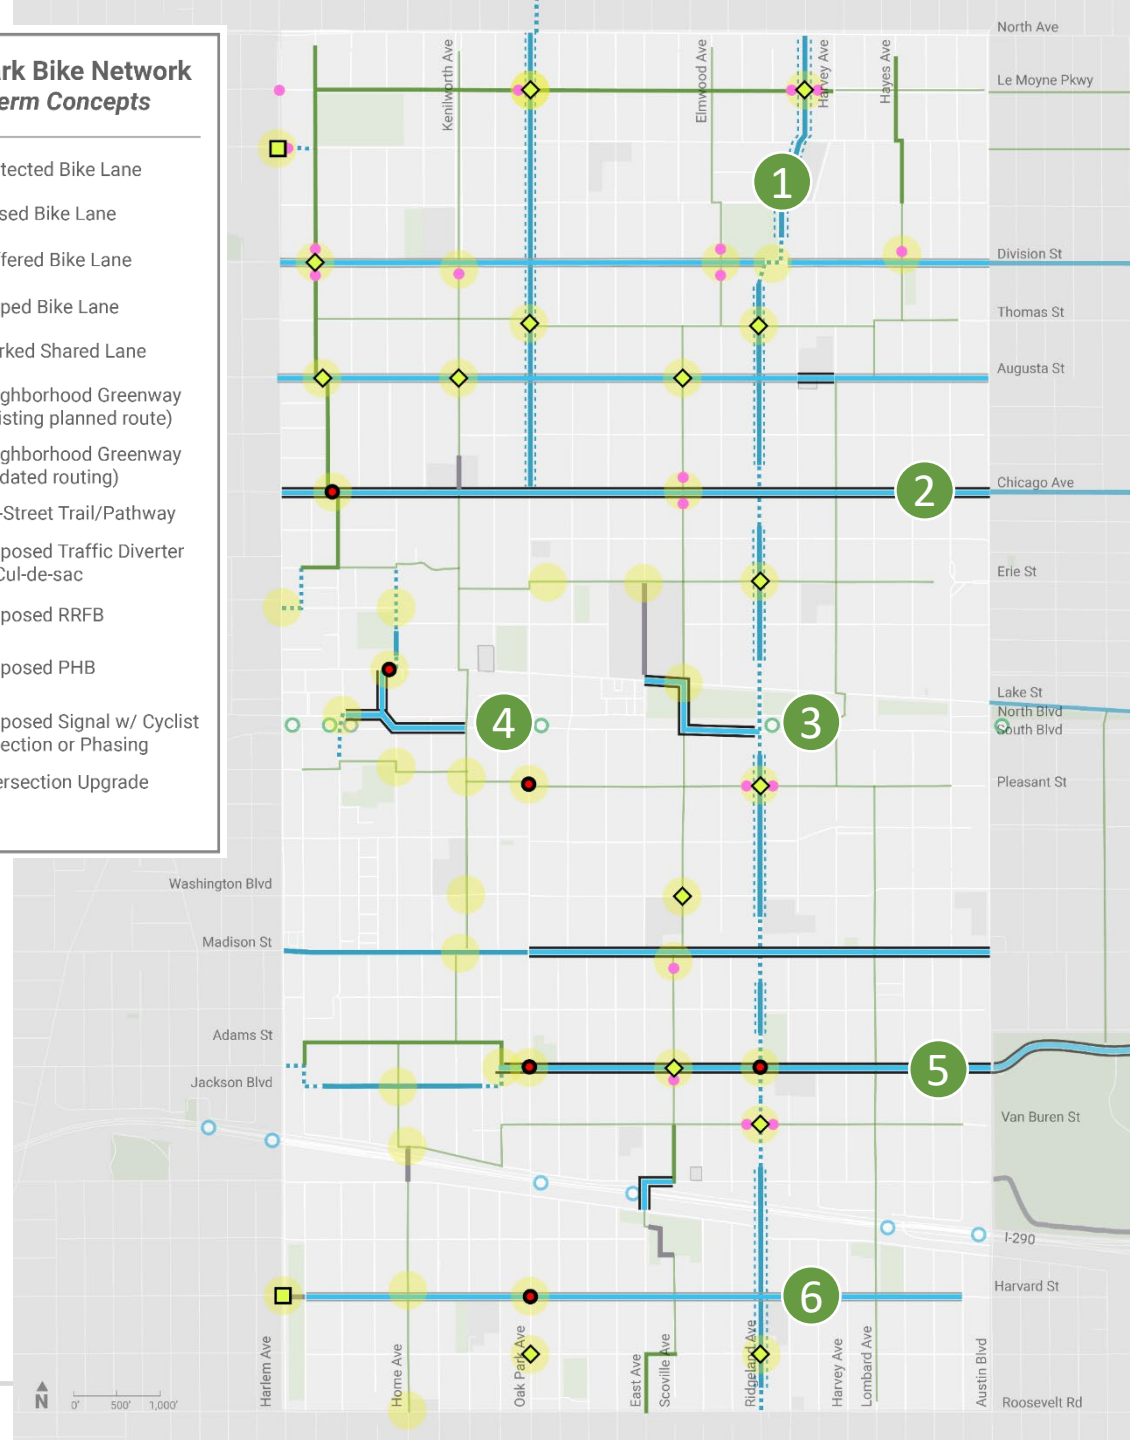 rk Bike Network
erm Concepts
tected Bike Lane
sed Bike Lane
ffered Bike Lane
ped Bike Lane
rked Shared Lane
ghborhood Greenway
isting planned route)
ghborhood Greenway
dated routing)
-Street Trail/Pathway
posed Traffic Diverter
Cul-de-sac
posed RRFB
posed PHB
posed Signal w/ Cyclist
ection or Phasing
ersection Upgrade
North Ave
Kenilworth Ave
Elmwood Ave
Harvey Ave
Hayes Ave
Le Moyne Pkwy
1
Division St
Thomas St
Augusta St
2
Chicago Ave
Erie St
Lake St
North Blvd
South Blvd
4
3
Pleasant St
Washington Blvd
Madison St
Adams St
5
Jackson Blvd
Van Buren St
I-290
6
Harvard St
Harlem Ave
Home Ave
Oak Park Ave
East Ave
Scoville Ave
Ridgeland Ave
Harvey Ave
Lombard Ave
Austin Blvd
Roosevelt Rd
N
0' 500' 1,000'